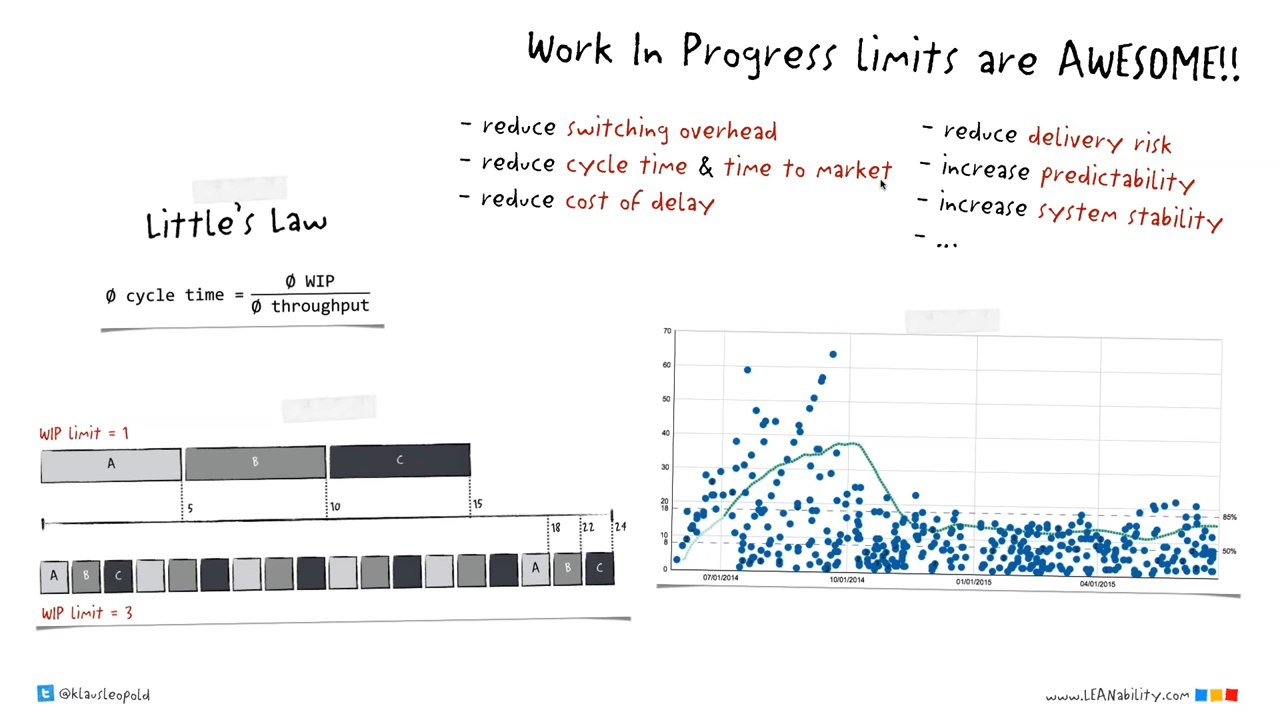 Work In Progress limits are AWESOME!!
- reduce switching overhead
- reduce cycle time & time to market
- reduce cost of delay
- reduce delivery risk
- increase predictability
- increase system stability
- ...
Little's Law
Ø cycle time = Ø WIP
Ø throughput
WIP limit = 1
A B C
5 10 15
18 22 24
A B C A B C
WIP limit = 3
70
60
50
40
30
20
18
10
8
0
85%
50%
07/01/2014 10/01/2014 01/01/2015 04/01/2015
@klausleopold
www.LEANability.com